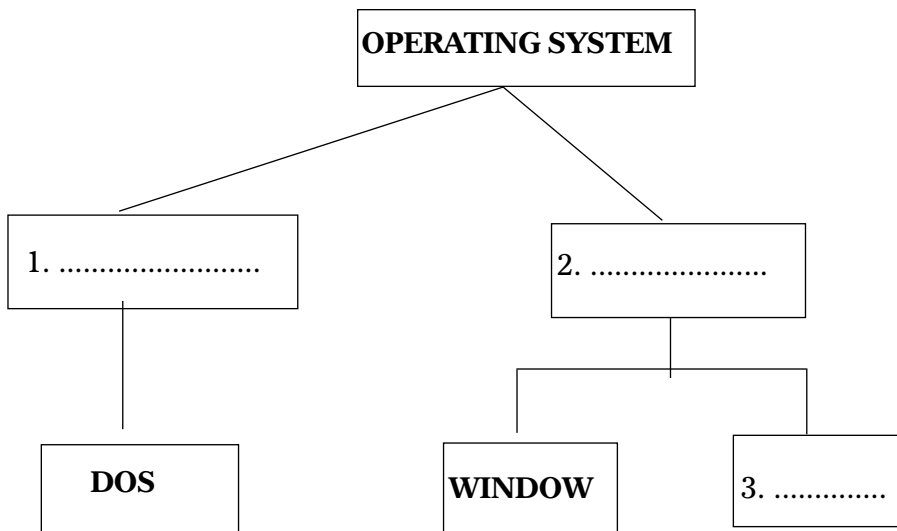 OPERATING SYSTEM
1. .........................
2. ......................
DOS
WINDOW
3. ..............